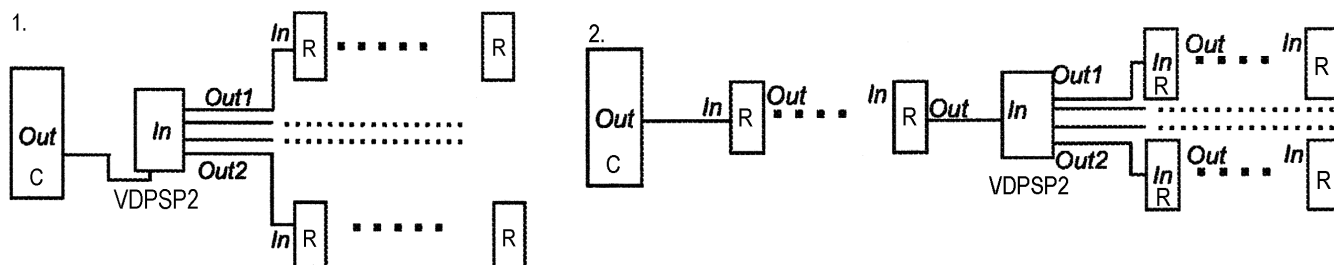 1.
In R R
Out C
In
Out1
Out2
VDPSP2
In R R
2.
Out C
In R Out
In R Out
In
Out1
Out2
VDPSP2
In R Out In R
In R Out In R